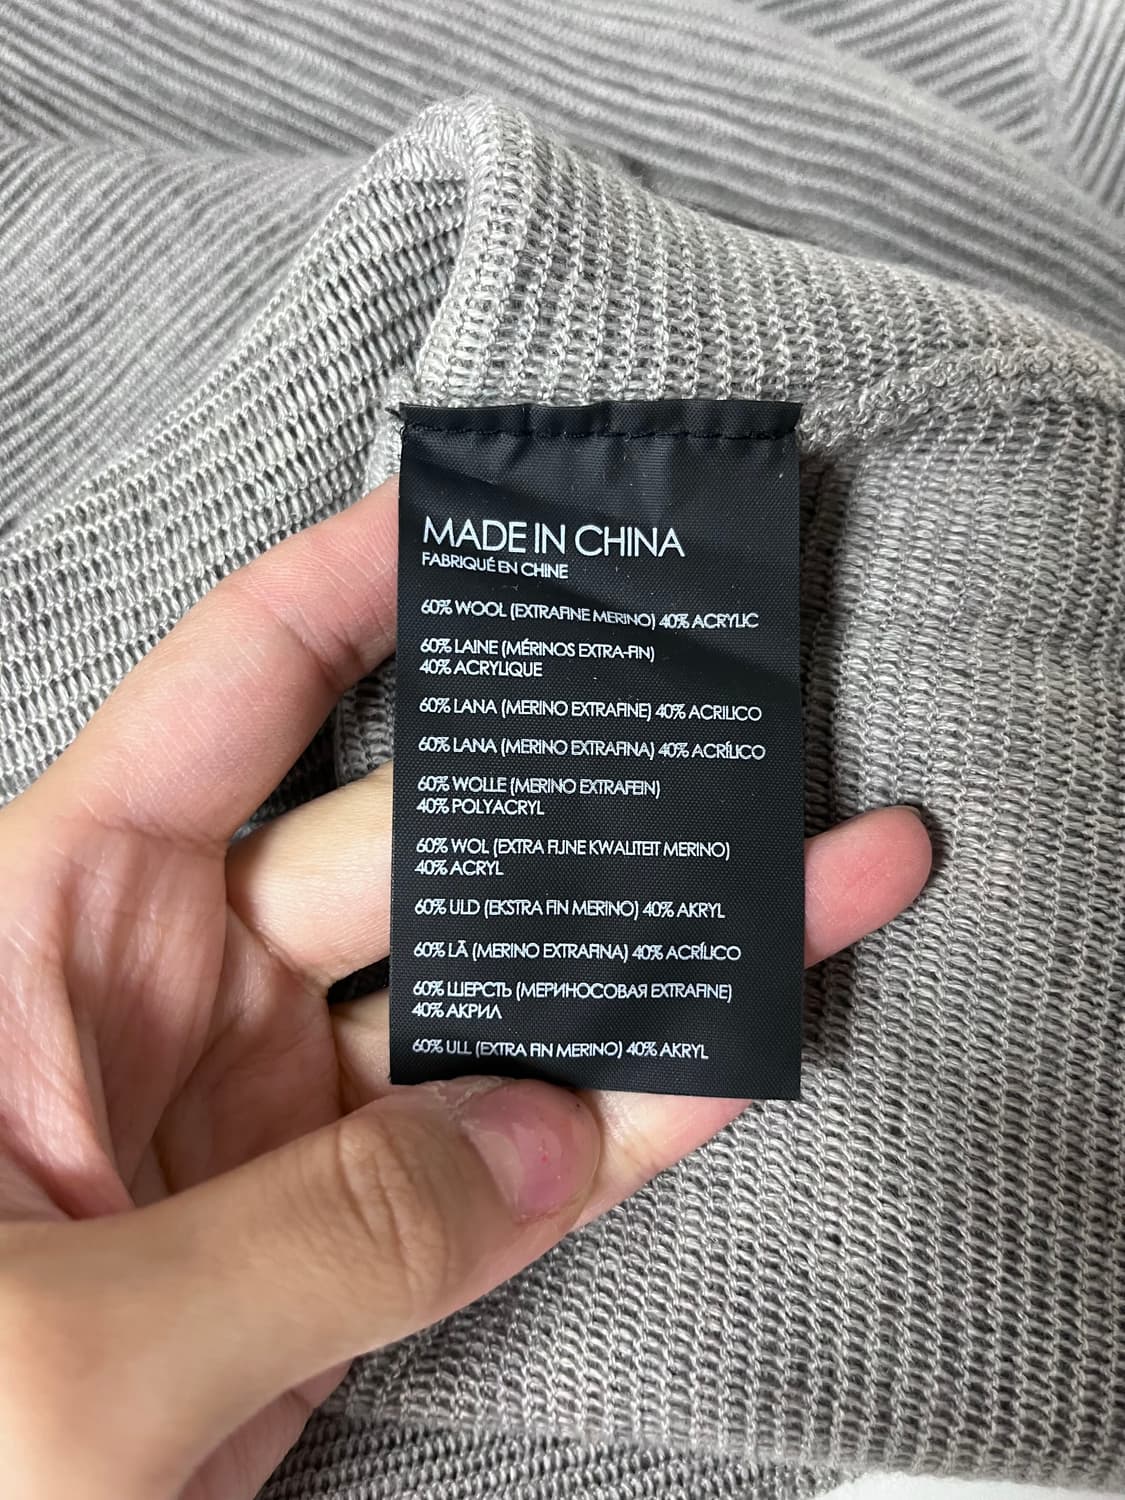 MADE IN CHINA
FABRIQUÉ EN CHINE
60% WOOL (EXTRAFINE MERINO) 40% ACRYLIC
60% LAINE (MÉRINOS EXTRA-FIN)
40% ACRYLIQUE
60% LANA (MERINO EXTRAFINE) 40% ACRILICO
60% LANA (MERINO EXTRAFINA) 40% ACRÍLICO
60% WOLLE (MERINO EXTRAFEIN)
40% POLYACRYL
60% WOL (EXTRA FIJNE KWALITEIT MERINO)
40% ACRYL
60% ULD (EKSTRA FIN MERINO) 40% AKRYL
60% LÃ (MERINO EXTRAFINA) 40% ACRÍLICO
60% ШЕРСТЬ (МЕРИНОСОВАЯ EXTRAFINE)
40% АКРИЛ
60% ULL (EXTRA FIN MERINO) 40% AKRYL